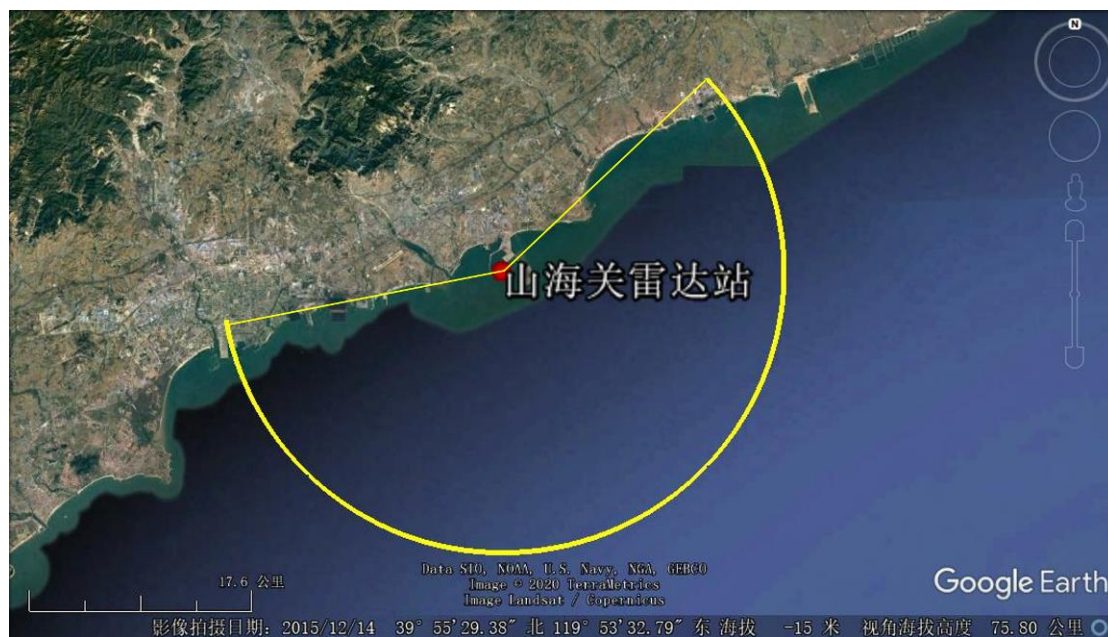 N
山海关雷达站
Data SIO, NOAA, U.S. Navy, NGA, GEBCO
Image © 2020 TerraMetrics
Image Landsat / Copernicus
17.6 公里
Google Earth
影像拍摄日期: 2015/12/14 39° 55'29.38" 北 119° 53'32.79" 东 海拔 -15 米 视角海拔高度 75.80 公里